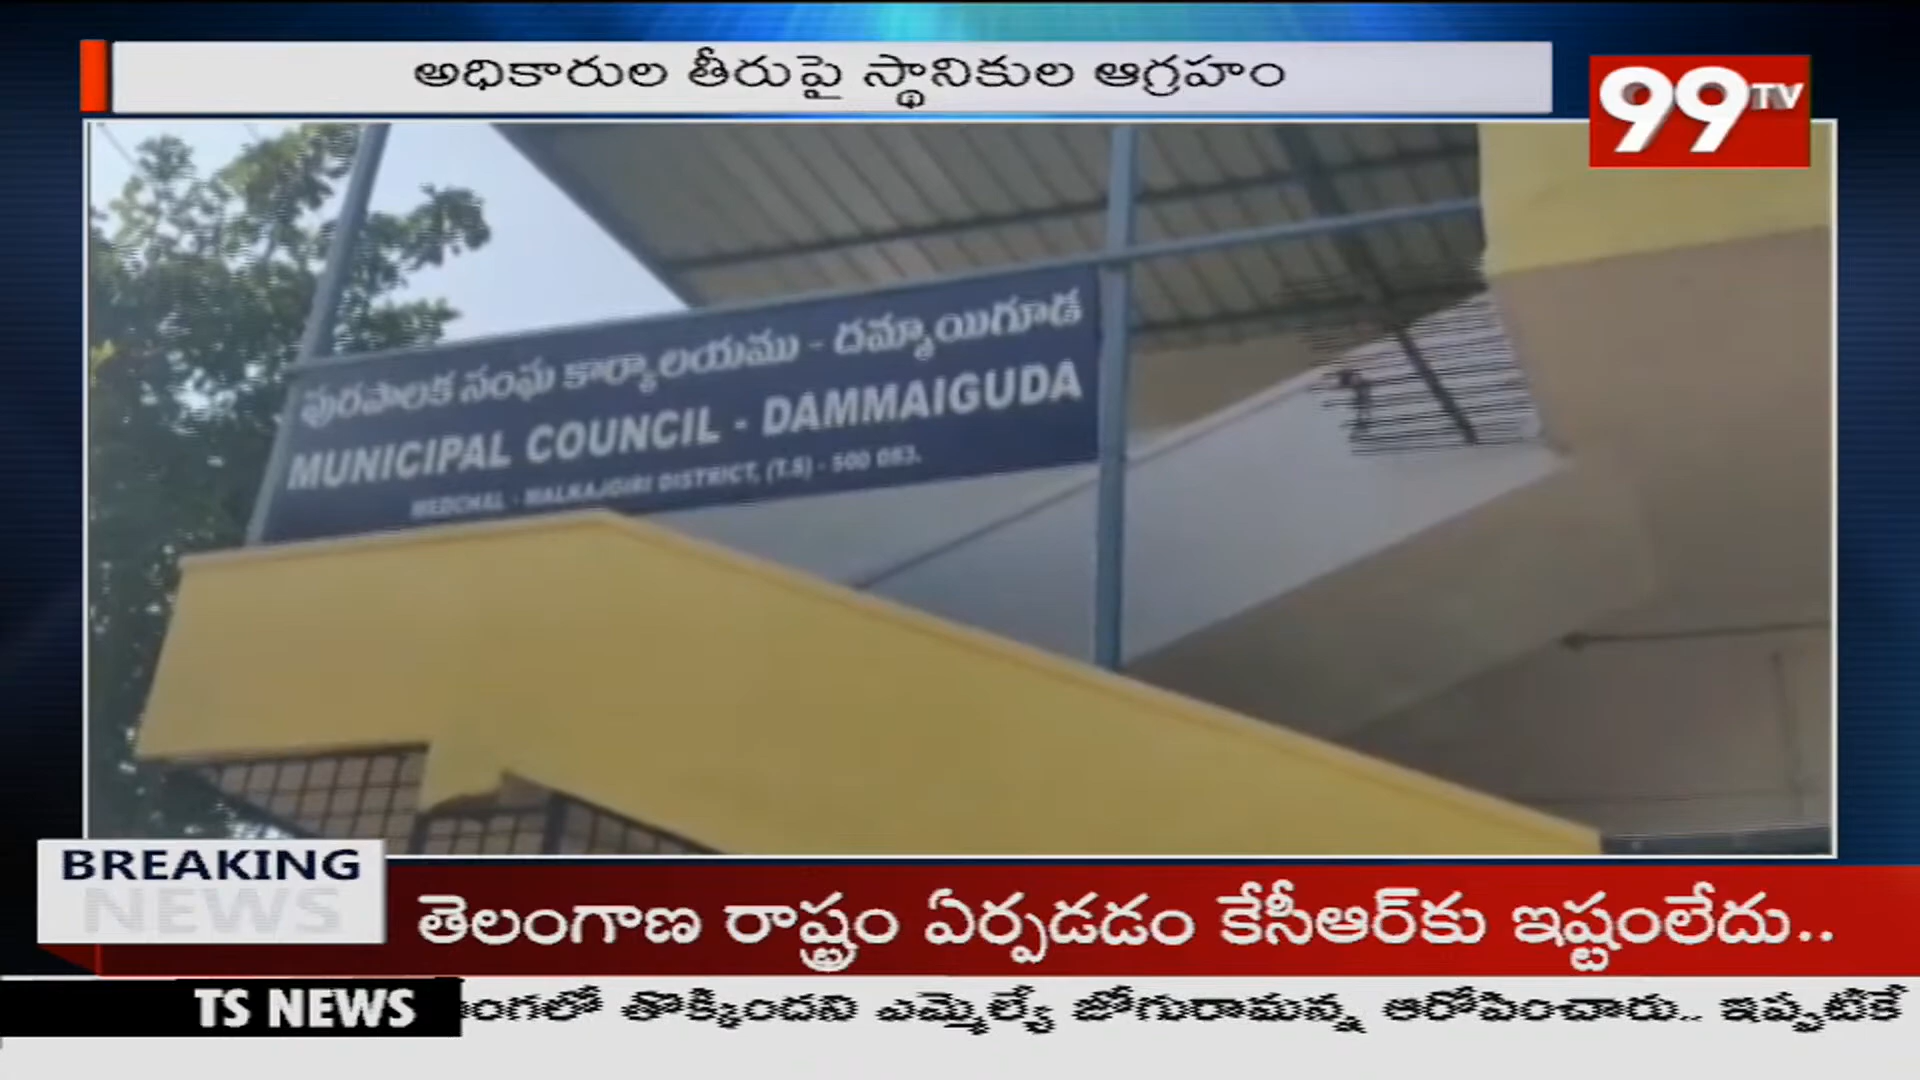 అధికారుల తీరుపై స్థానికుల ఆగ్రహం
99TV
పురపాలక సంఘ కార్యాలయము - దమ్మాయిగూడ
MUNICIPAL COUNCIL - DAMMAIGUDA
MEDCHAL - MALKAJGIRI DISTRICT, (T.S) - 500 083.
BREAKING
NEWS
తెలంగాణ రాష్ట్రం ఏర్పడడం కేసీఆర్‌కు ఇష్టంలేదు..
TS NEWS
తొక్కిందని ఎమ్మెల్యే జోగురామన్న ఆరోపించారు.. ఇప్పటికే